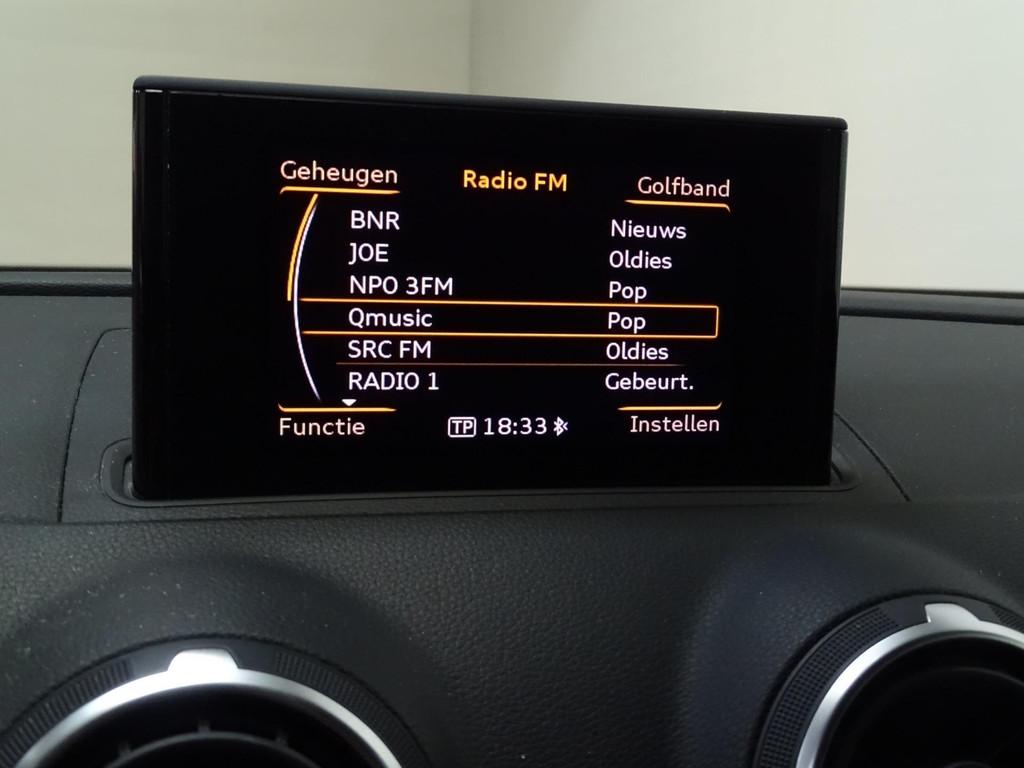 Geheugen Radio FM Golfband
BNR Nieuws
JOE Oldies
NPO 3FM Pop
Qmusic Pop
SRC FM Oldies
RADIO 1 Gebeurt.
Functie TP 18:33 Instellen